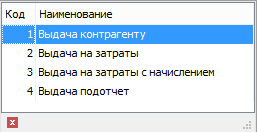 Код Наименование
1 Выдача контрагенту
2 Выдача на затраты
3 Выдача на затраты с начислением
4 Выдача подотчет